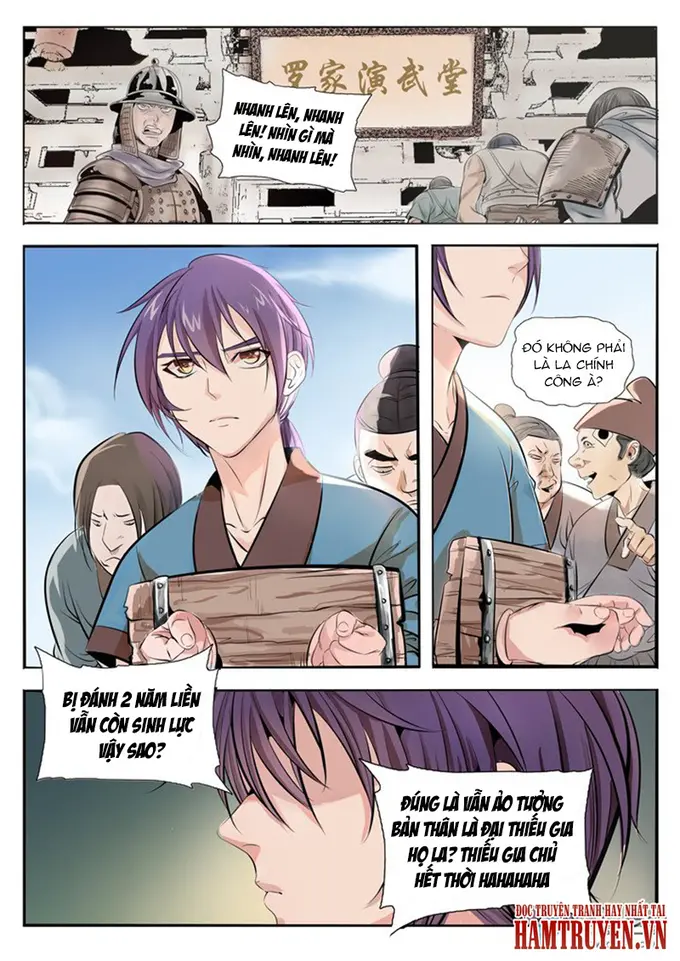 罗家演武堂
NHANH LÊN, NHANH
LÊN! NHÌN GÌ MÀ
NHÌN, NHANH LÊN!
ĐÓ KHÔNG PHẢI
LÀ LA CHÍNH
CÔNG À?
BỊ ĐÁNH 2 NĂM LIỀN
VẪN CÒN SINH LỰC
VẬY SAO?
ĐÚNG LÀ VẪN ẢO TƯỞNG
BẢN THÂN LÀ ĐẠI THIẾU GIA
HỌ LA? THIẾU GIA CHỦ
HẾT THỜI HAHAHAHA
ĐỌC TRUYỆN TRANH HAY NHẤT TẠI
HAMTRUYEN.VN